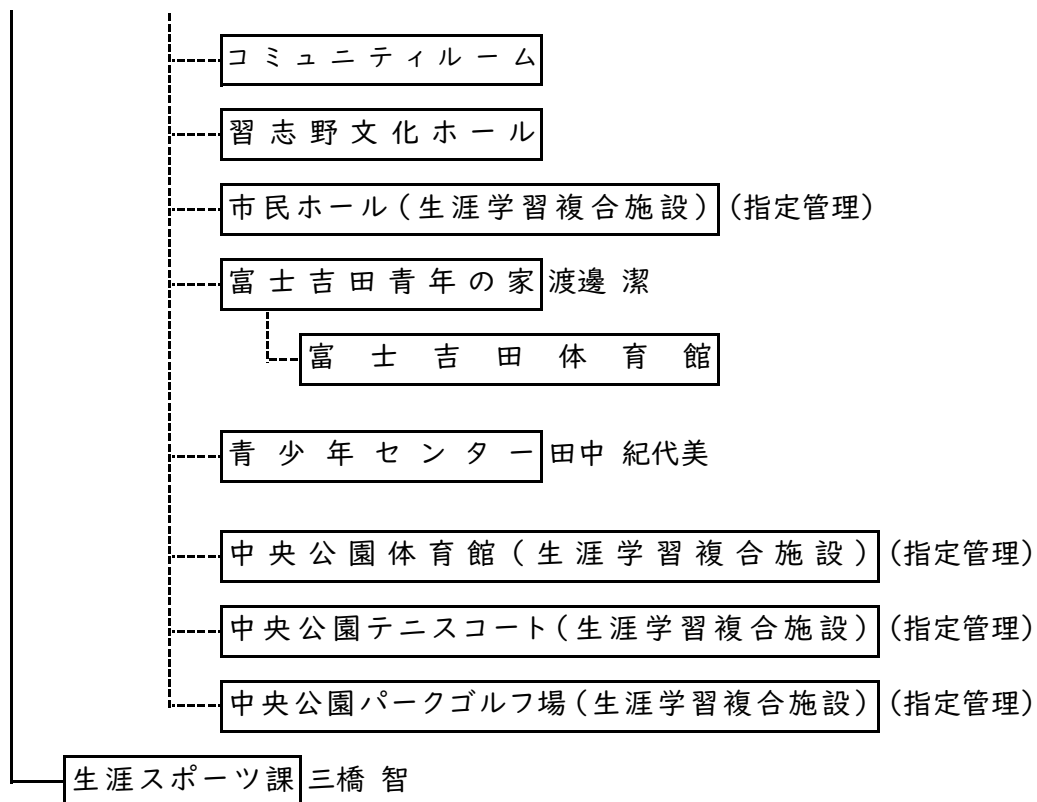 コミュニティルーム
習志野文化ホール
市民ホール(生涯学習複合施設) (指定管理)
富士吉田青年の家 渡邊 潔
富士吉田体育館
青少年センター 田中 紀代美
中央公園体育館(生涯学習複合施設) (指定管理)
中央公園テニスコート(生涯学習複合施設) (指定管理)
中央公園パークゴルフ場(生涯学習複合施設) (指定管理)
生涯スポーツ課 三橋 智